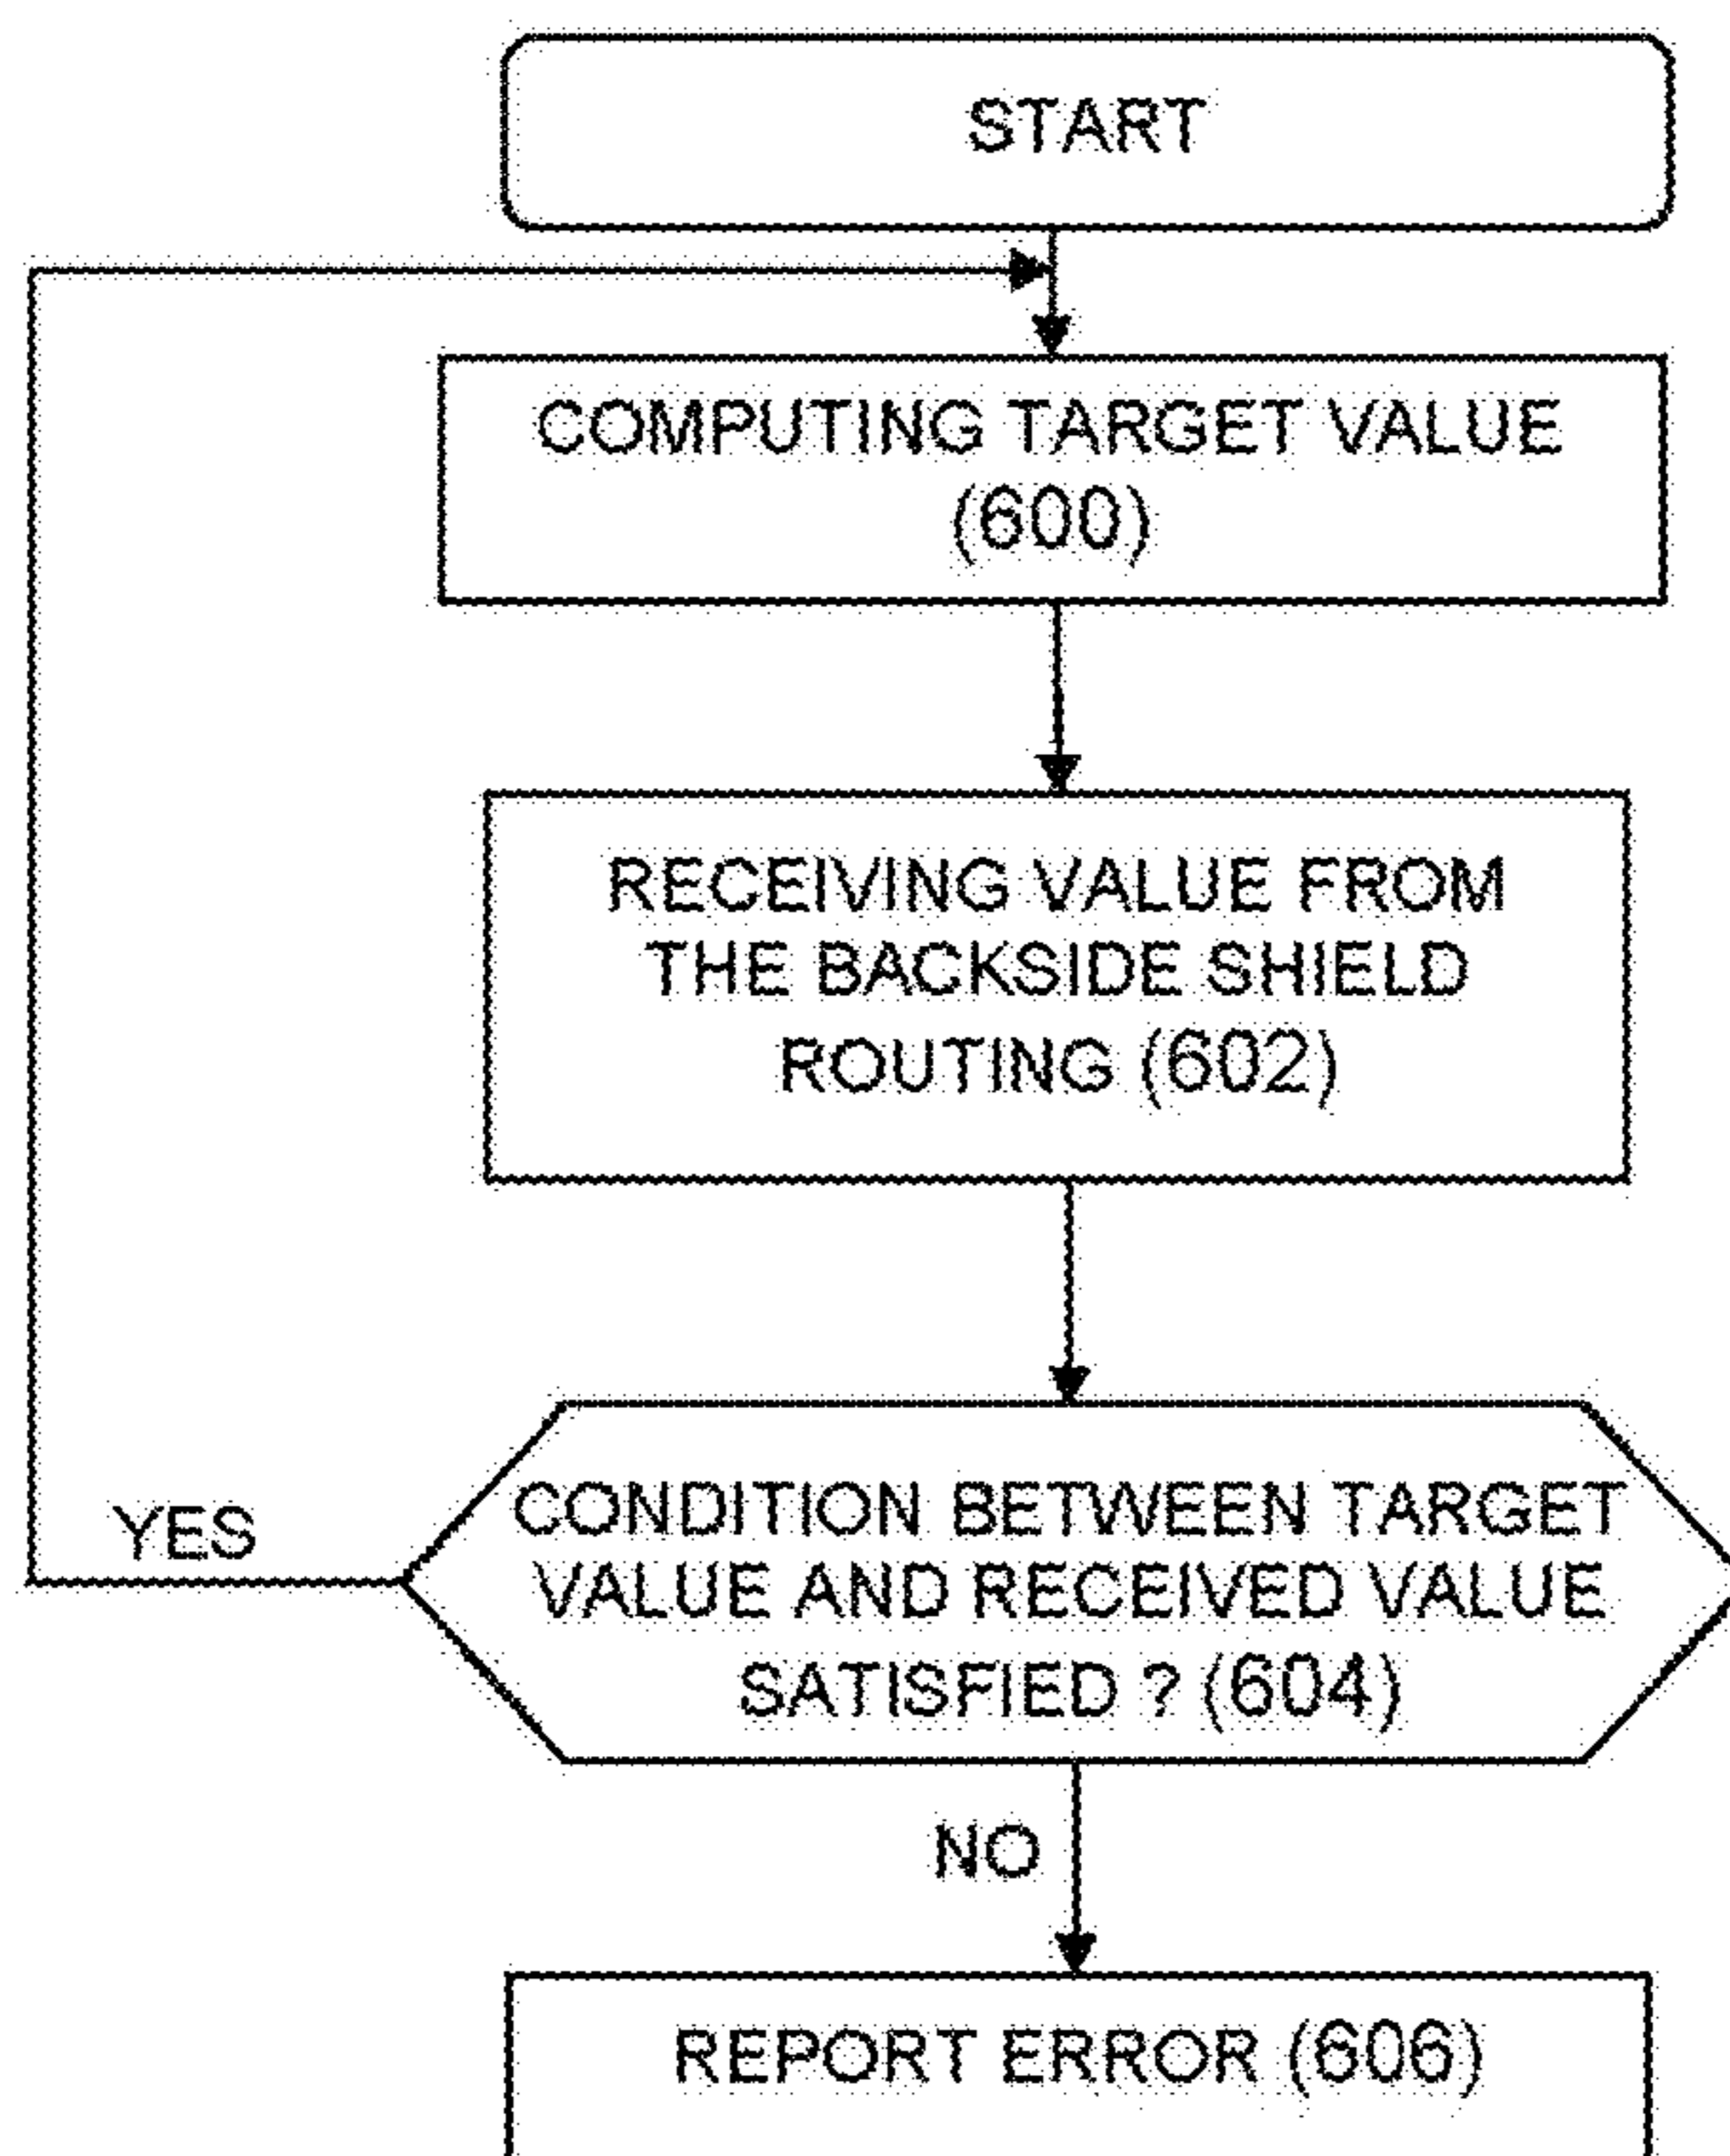 START
COMPUTING TARGET VALUE
(600)
RECEIVING VALUE FROM
THE BACKSIDE SHIELD
ROUTING (602)
CONDITION BETWEEN TARGET
VALUE AND RECEIVED VALUE
SATISFIED ? (604)
YES
NO
REPORT ERROR (606)